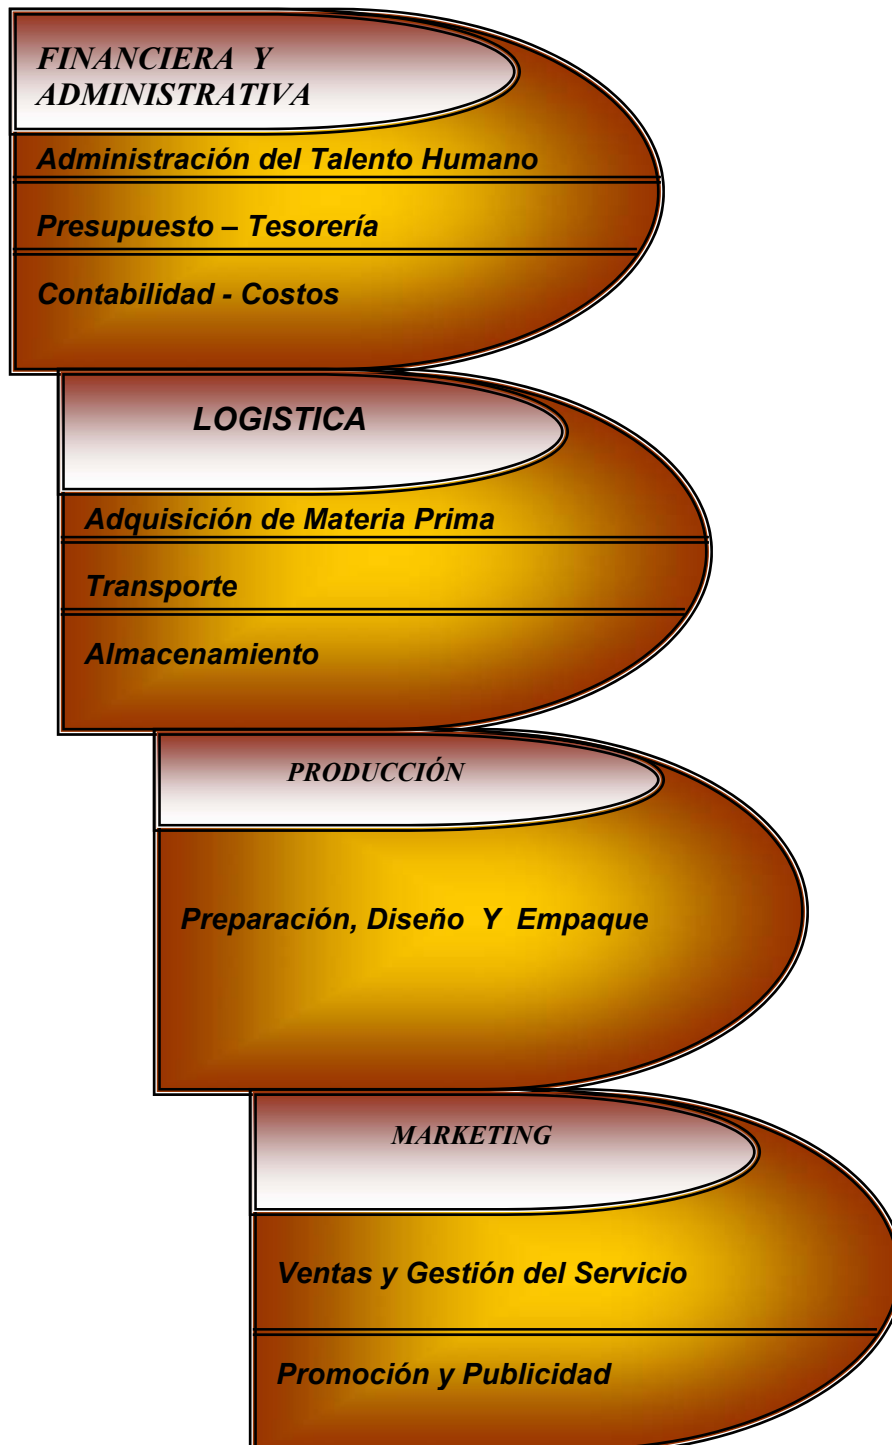 FINANCIERA Y
ADMINISTRATIVA
Administración del Talento Humano
Presupuesto – Tesorería
Contabilidad - Costos
LOGISTICA
Adquisición de Materia Prima
Transporte
Almacenamiento
PRODUCCIÓN
Preparación, Diseño Y Empaque
MARKETING
Ventas y Gestión del Servicio
Promoción y Publicidad